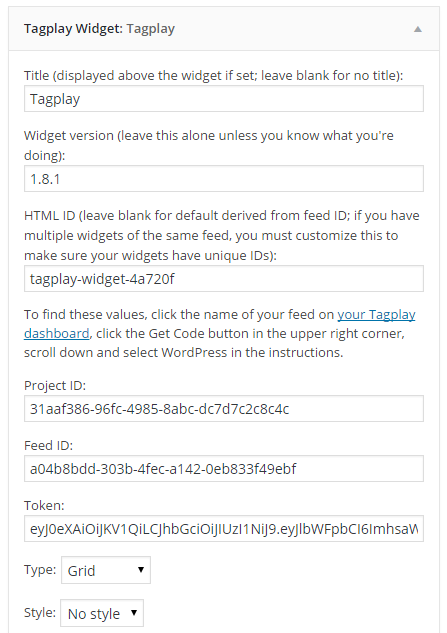 Tagplay Widget: Tagplay
Title (displayed above the widget if set; leave blank for no title):
Tagplay
Widget version (leave this alone unless you know what you're
doing):
1.8.1
HTML ID (leave blank for default derived from feed ID; if you have
multiple widgets of the same feed, you must customize this to
make sure your widgets have unique IDs):
tagplay-widget-4a720f
To find these values, click the name of your feed on your Tagplay
dashboard, click the Get Code button in the upper right corner,
scroll down and select WordPress in the instructions.
Project ID:
31aaf386-96fc-4985-8abc-dc7d7c2c8c4c
Feed ID:
a04b8bdd-303b-4fec-a142-0eb833f49ebf
Token:
eyJ0eXAiOiJKV1QiLCJhbGciOiJIUzI1NiJ9.eyJlbWFpbCI6ImhsaW
Type: Grid
Style: No style